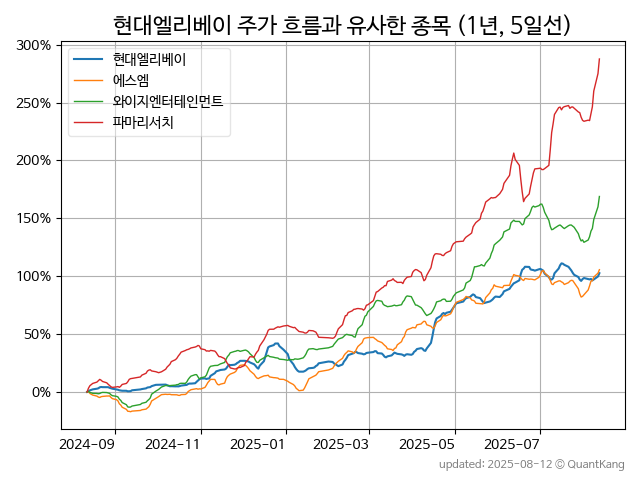 현대엘리베이 주가 흐름과 유사한 종목 (1년, 5일선)
300%
250%
200%
150%
100%
50%
0%
현대엘리베이
에스엠
와이지엔터테인먼트
파마리서치
2024-09
2024-11
2025-01
2025-03
2025-05
2025-07
updated: 2025-08-12 © QuantKang